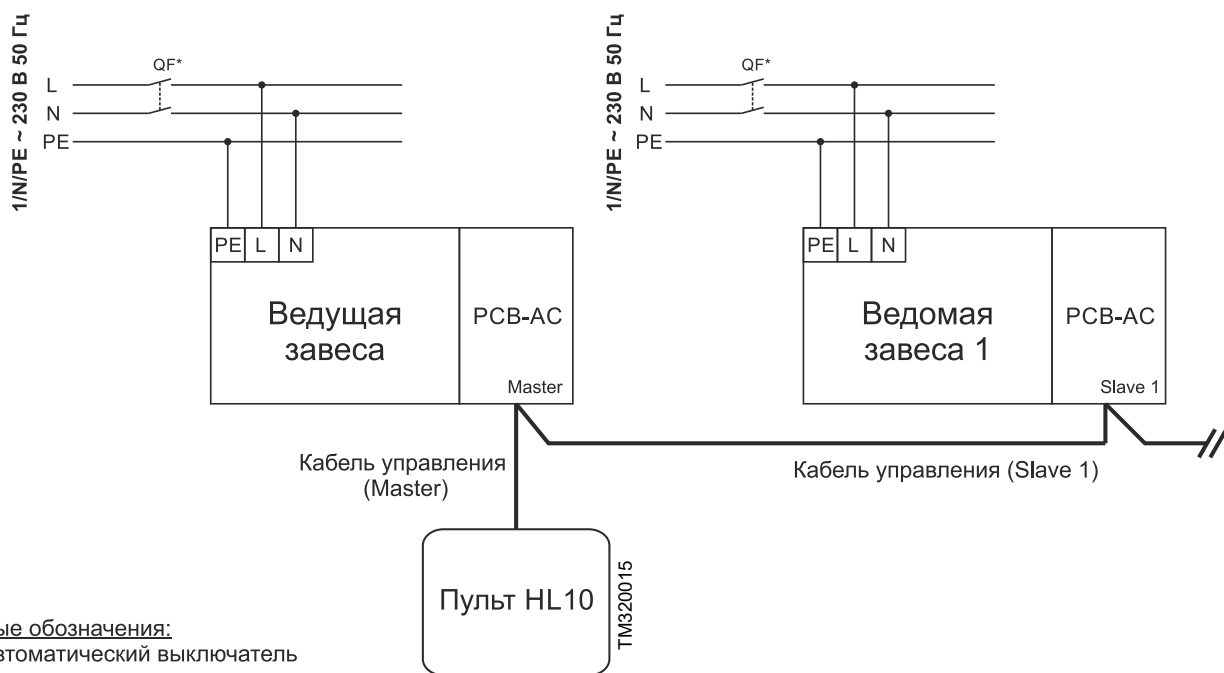 1/N/PE ~ 230 В 50 Гц
L
N
PE
QF*
PE L N
Ведущая
завеса
PCB-AC
Master
1/N/PE ~ 230 В 50 Гц
L
N
PE
QF*
PE L N
Ведомая
завеса 1
PCB-AC
Slave 1
Кабель управления
(Master)
Кабель управления (Slave 1)
Пульт HL10
TM320015
обозначения:
выключатель